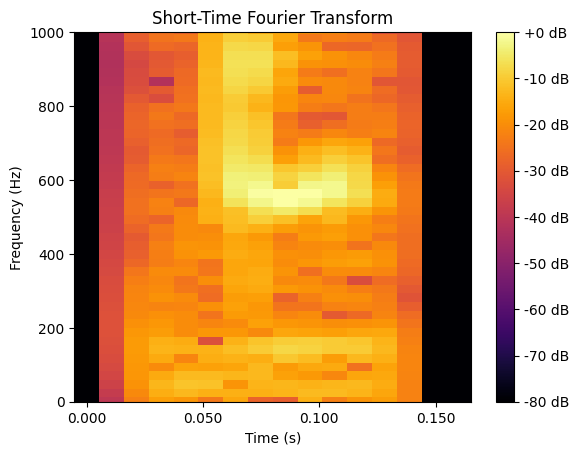 Short-Time Fourier Transform
1000
800
600
400
200
0
Frequency (Hz)
0.000
0.050
0.100
0.150
Time (s)
+0 dB
-10 dB
-20 dB
-30 dB
-40 dB
-50 dB
-60 dB
-70 dB
-80 dB